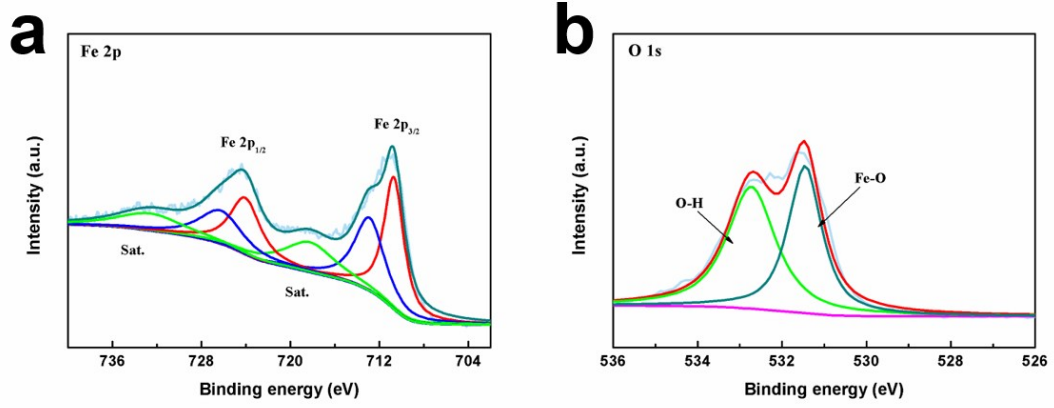 a
Fe 2p
Fe 2p1/2
Fe 2p3/2
Sat.
Sat.
Intensity (a.u.)
736 728 720 712 704
Binding energy (eV)
b
O 1s
O-H
Fe-O
Intensity (a.u.)
536 534 532 530 528 526
Binding energy (eV)